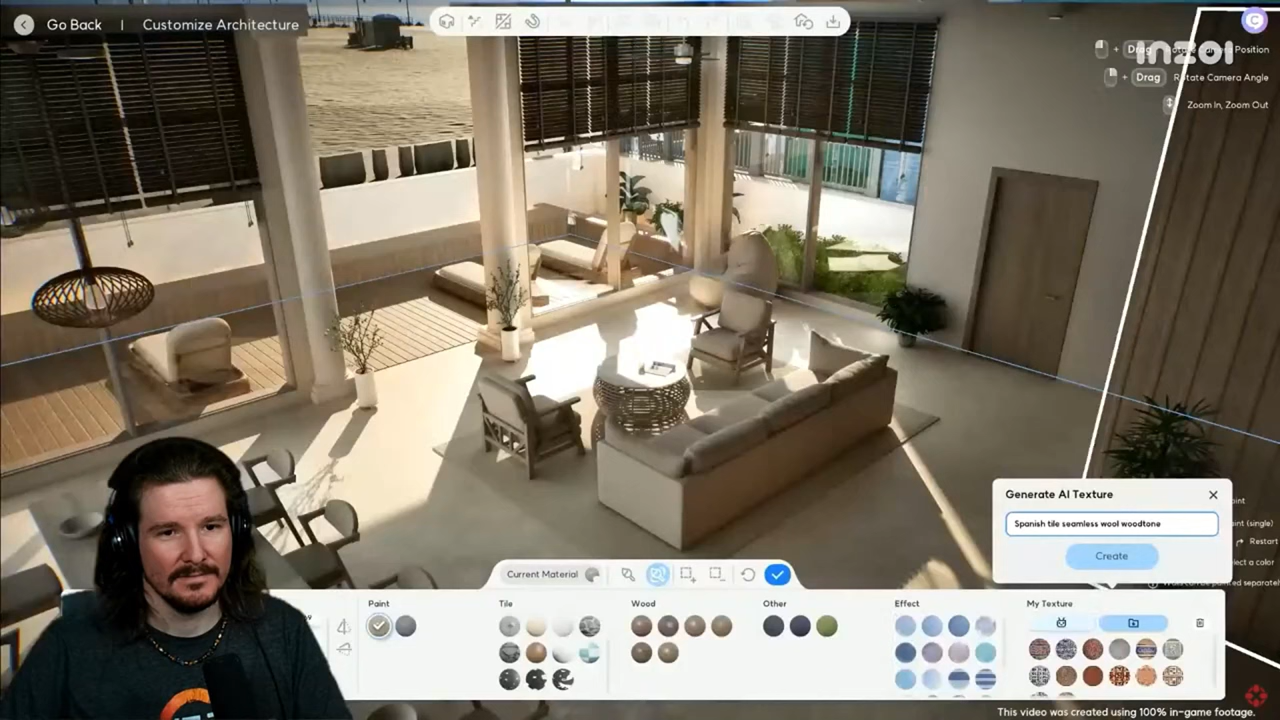 Go Back | Customize Architecture
inZOI
+ Drag
Position
+ Drag Rotate Camera Angle
Zoom In, Zoom Out
Generate AI Texture
Spanish tile seamless wool woodtone
Create
Restart
Current Material
Paint
Tile
Wood
Other
Effect
My Texture
This video was created using 100% in-game footage.